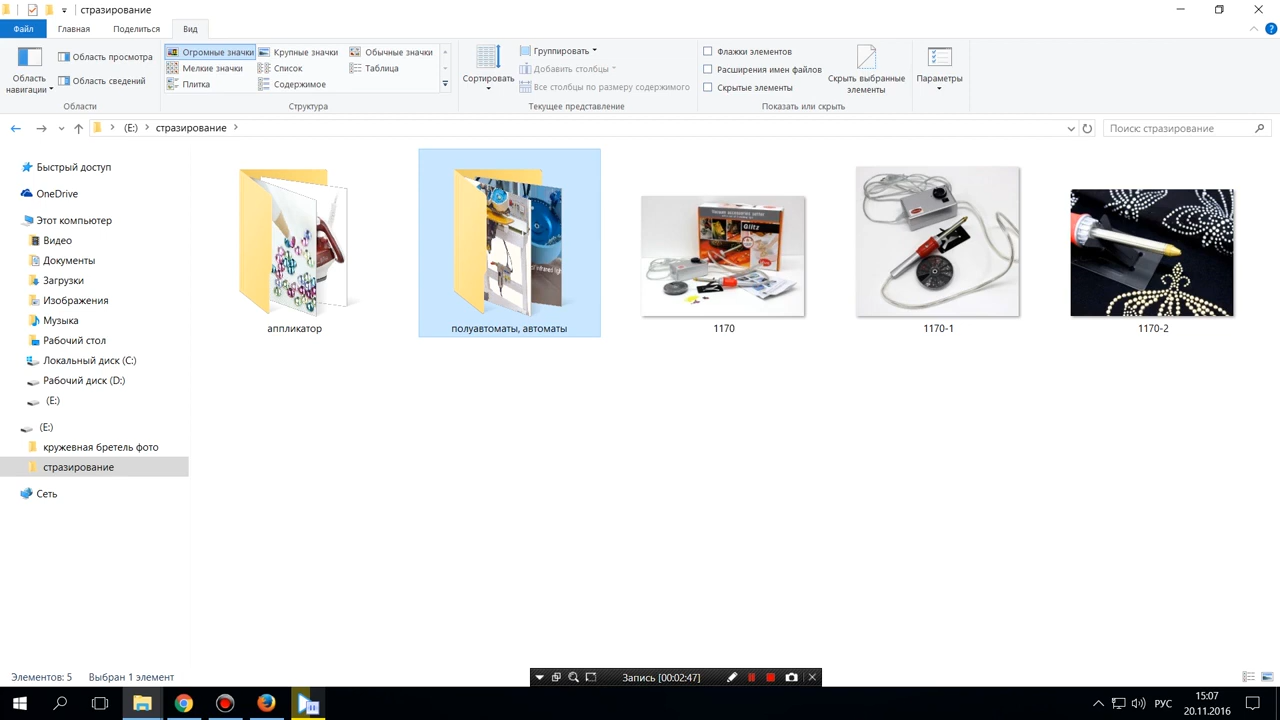 стразирование
Файл
Главная
Поделиться
Вид
Область навигации
Область просмотра
Область сведений
Области
Огромные значки
Крупные значки
Обычные значки
Мелкие значки
Список
Таблица
Плитка
Содержимое
Структура
Сортировать
Группировать
Добавить столбцы
Все столбцы по размеру содержимого
Текущее представление
Флажки элементов
Расширения имен файлов
Скрытые элементы
Скрыть выбранные элементы
Показать или скрыть
Параметры
(E:) стразирование
Поиск: стразирование
Быстрый доступ
OneDrive
Этот компьютер
Видео
Документы
Загрузки
Изображения
Музыка
Рабочий стол
Локальный диск (C:)
Рабочий диск (D:)
(E:)
(E:)
кружевная бретель фото
стразирование
Сеть
аппликатор
полуавтоматы, автоматы
1170
1170-1
1170-2
Glitz
Элементов: 5
Выбран 1 элемент
Запись [00:02:47]
РУС
15:07
20.11.2016